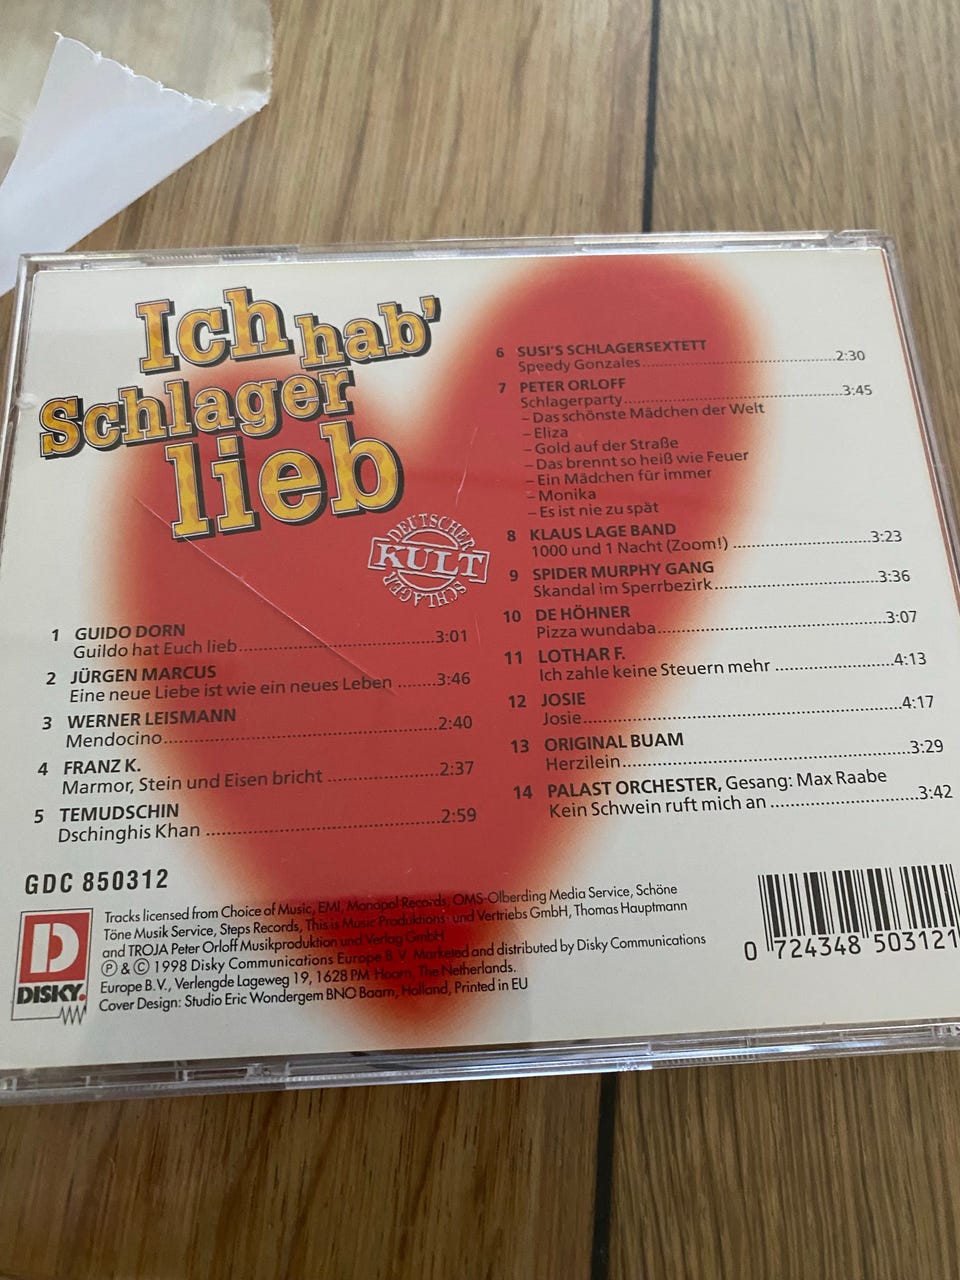 Ich hab'
Schlager
lieb
DEUTSCHER
KULT
SCHLAGER
1 GUIDO DORN
Guildo hat Euch lieb........3:01
2 JÜRGEN MARCUS
Eine neue Liebe ist wie ein neues Leben ........3:46
3 WERNER LEISMANN
Mendocino........2:40
4 FRANZ K.
Marmor, Stein und Eisen bricht ........2:37
5 TEMUDSCHIN
Dschinghis Khan ........2:59
6 SUSI'S SCHLAGERSEXTETT
Speedy Gonzales........2:30
7 PETER ORLOFF
Schlagerparty........3:45
– Das schönste Mädchen der Welt
– Eliza
– Gold auf der Straße
– Das brennt so heiß wie Feuer
– Ein Mädchen für immer
– Monika
– Es ist nie zu spät
8 KLAUS LAGE BAND
1000 und 1 Nacht (Zoom!) ........3:23
9 SPIDER MURPHY GANG
Skandal im Sperrbezirk........3:36
10 DE HÖHNER
Pizza wundaba........3:07
11 LOTHAR F.
Ich zahle keine Steuern mehr ........4:13
12 JOSIE
Josie........4:17
13 ORIGINAL BUAM
Herzilein........3:29
14 PALAST ORCHESTER, Gesang: Max Raabe
Kein Schwein ruft mich an ........3:42
GDC 850312
D
DISKY.
Tracks licensed from Choice of Music, EMI, Monopol Records, OMS-Olberding Media Service, Schöne
Töne Musik Service, Steps Records, This is Music Produktions- und Vertriebs GmbH, Thomas Hauptmann
and TROJA Peter Orloff Musikproduktion und Verlag GmbH
Ⓟ & © 1998 Disky Communications Europe B.V. Marketed and distributed by Disky Communications
Europe B.V., Verlengde Lageweg 19, 1628 PM Hoorn, The Netherlands.
Cover Design: Studio Eric Wondergem BNO Baarn, Holland, Printed in EU
0 724348 503121